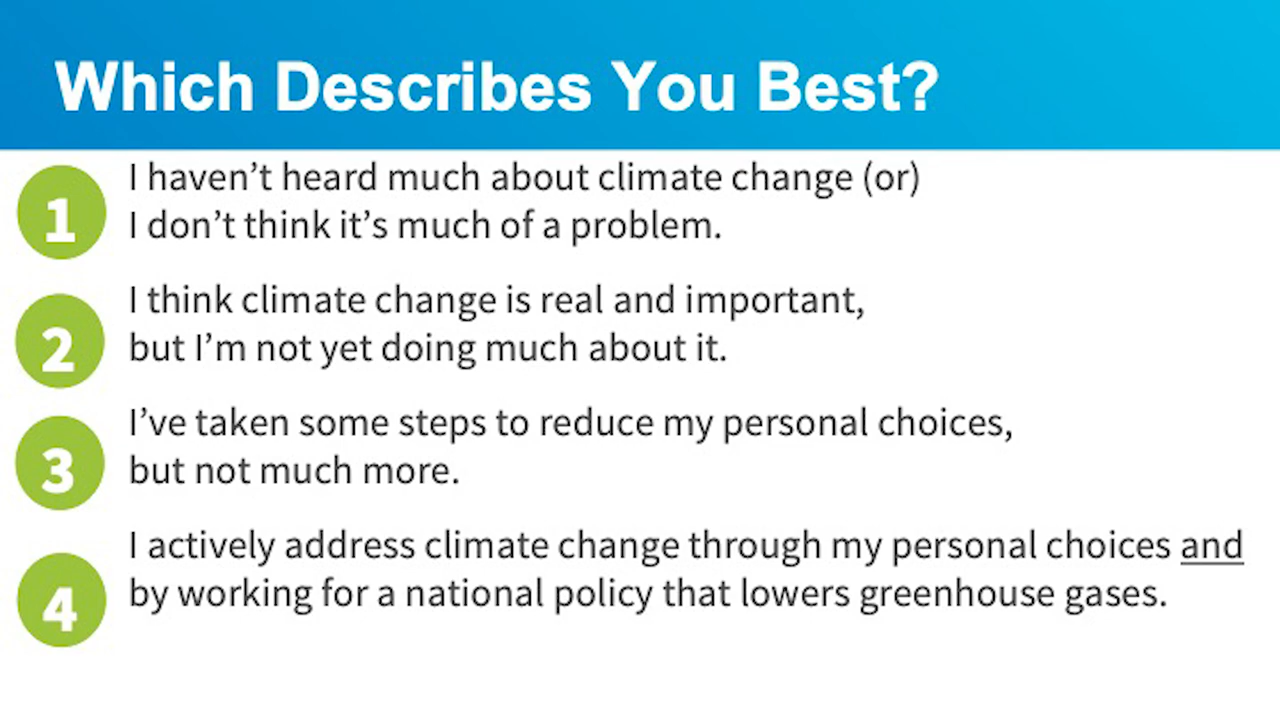 Which Describes You Best?
1
I haven’t heard much about climate change (or)
I don’t think it’s much of a problem.
2
I think climate change is real and important,
but I’m not yet doing much about it.
3
I’ve taken some steps to reduce my personal choices,
but not much more.
4
I actively address climate change through my personal choices and
by working for a national policy that lowers greenhouse gases.